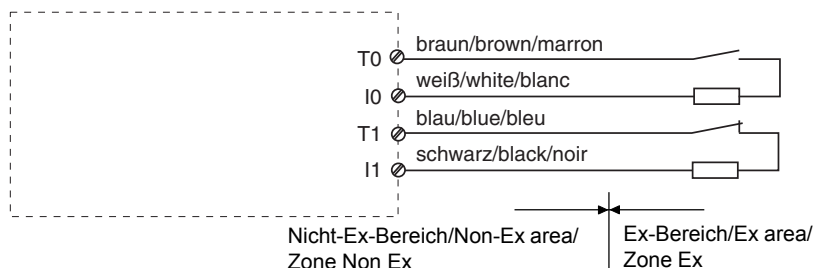 T0 braun/brown/marron
I0 weiß/white/blanc
T1 blau/blue/bleu
I1 schwarz/black/noir
Nicht-Ex-Bereich/Non-Ex area/
Zone Non Ex
Ex-Bereich/Ex area/
Zone Ex